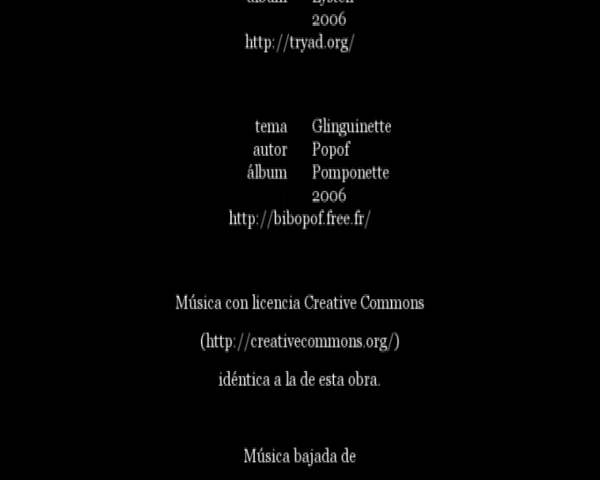 2006
http://tryad.org/
tema Glinguinette
autor Popof
álbum Pomponette
2006
http://bibopof.free.fr/
Música con licencia Creative Commons
(http://creativecommons.org/)
idéntica a la de esta obra.
Música bajada de